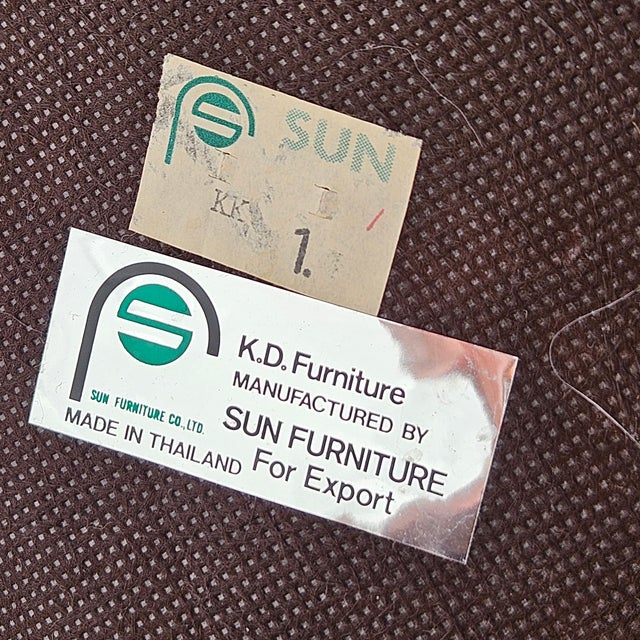 SUN
KK
1.
K.D. Furniture
MANUFACTURED BY
SUN FURNITURE CO., LTD.
SUN FURNITURE
MADE IN THAILAND
For Export